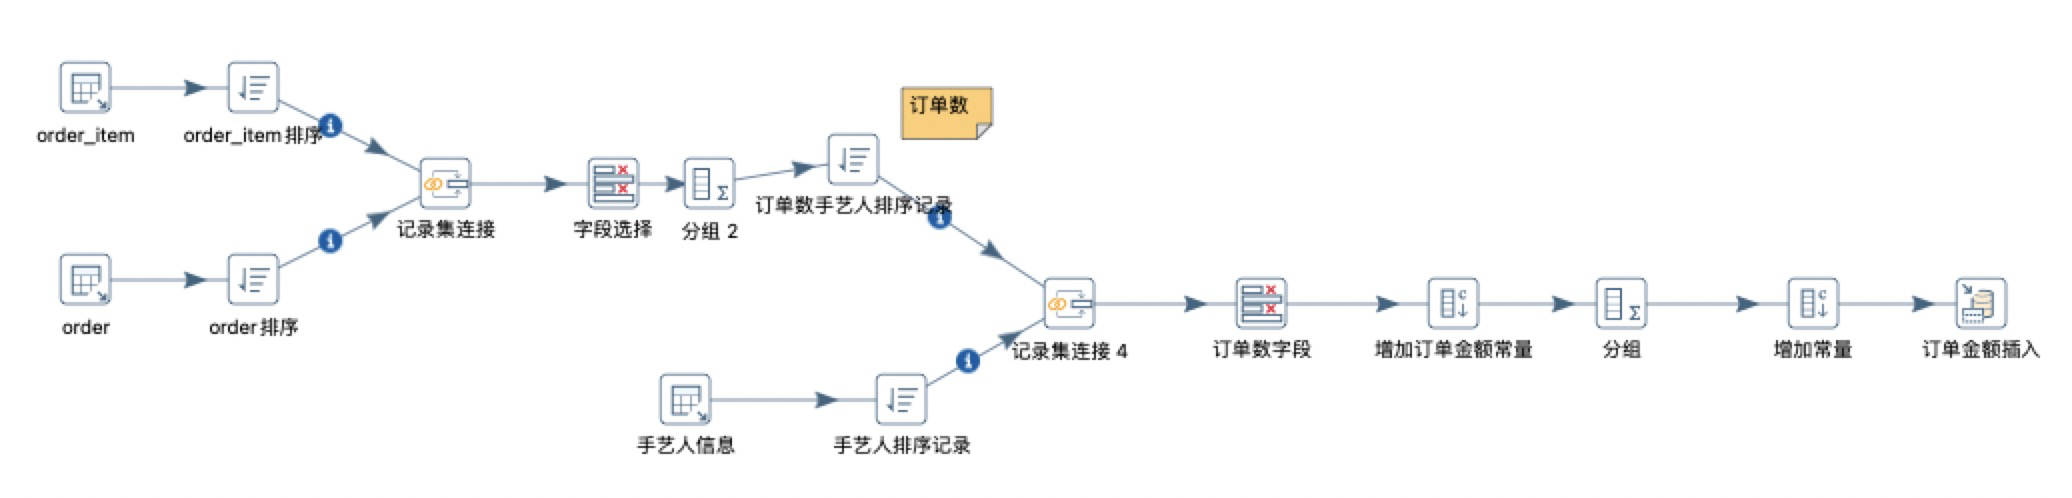 order_item
order_item排序
订单数
订单数手艺人排序记录
记录集连接
字段选择
分组 2
order
order排序
记录集连接 4
订单数字段
增加订单金额常量
分组
增加常量
订单金额插入
手艺人信息
手艺人排序记录